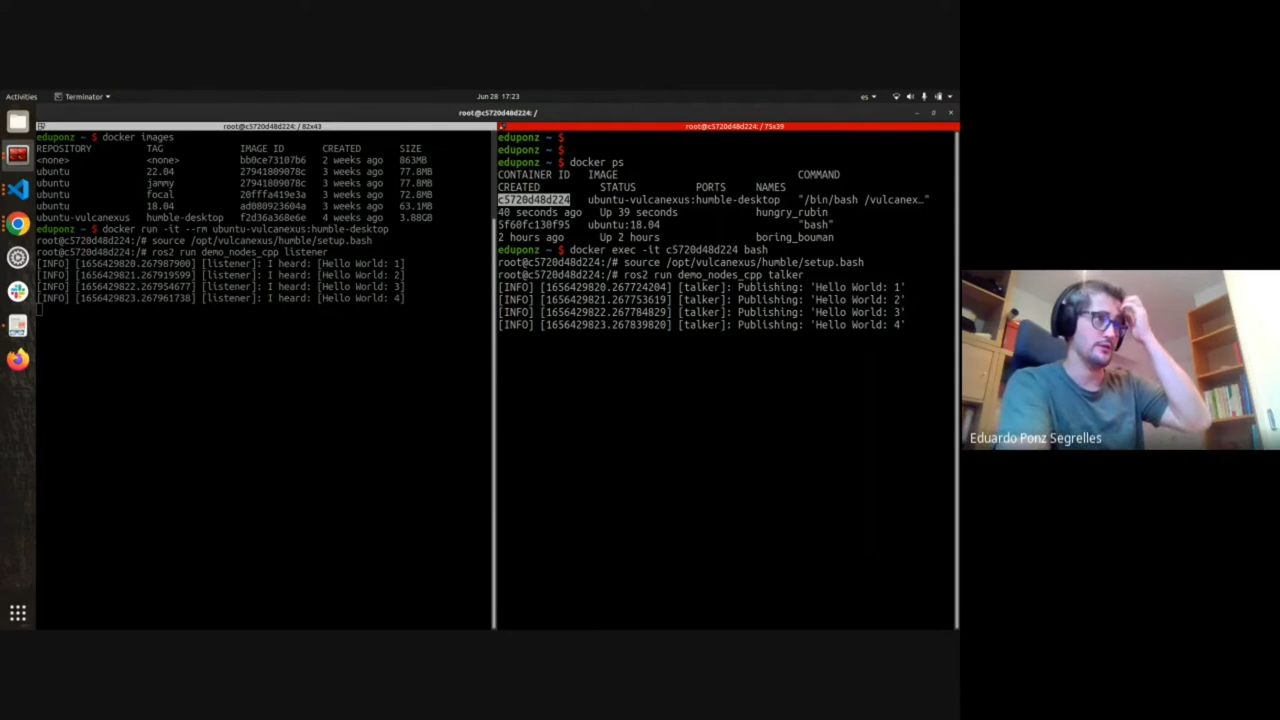 Activities Terminator Jun 28 17:23 es
root@c5720d48d224: /
root@c5720d48d224: / 82x43
eduponz ~ $ docker images
REPOSITORY TAG IMAGE ID CREATED SIZE
<none> <none> bb0ce73107b6 2 weeks ago 863MB
ubuntu 22.04 27941809078c 3 weeks ago 77.8MB
ubuntu jammy 27941809078c 3 weeks ago 77.8MB
ubuntu focal 20fffa419e3a 3 weeks ago 72.8MB
ubuntu 18.04 ad080923604a 3 weeks ago 63.1MB
ubuntu-vulcanexus humble-desktop f2d36a368e6e 4 weeks ago 3.88GB
eduponz ~ $ docker run -it --rm ubuntu-vulcanexus:humble-desktop
root@c5720d48d224:/# source /opt/vulcanexus/humble/setup.bash
root@c5720d48d224:/# ros2 run demo_nodes_cpp listener
[INFO] [1656429820.267987900] [listener]: I heard: [Hello World: 1]
[INFO] [1656429821.267919599] [listener]: I heard: [Hello World: 2]
[INFO] [1656429822.267954677] [listener]: I heard: [Hello World: 3]
[INFO] [1656429823.267961738] [listener]: I heard: [Hello World: 4]
root@c5720d48d224: / 75x39
eduponz ~ $
eduponz ~ $
eduponz ~ $ docker ps
CONTAINER ID IMAGE COMMAND
CREATED STATUS PORTS NAMES
c5720d48d224 ubuntu-vulcanexus:humble-desktop "/bin/bash /vulcanex…"
40 seconds ago Up 39 seconds hungry_rubin
5f60fc130f95 ubuntu:18.04 "bash"
2 hours ago Up 2 hours boring_bouman
eduponz ~ $ docker exec -it c5720d48d224 bash
root@c5720d48d224:/# source /opt/vulcanexus/humble/setup.bash
root@c5720d48d224:/# ros2 run demo_nodes_cpp talker
[INFO] [1656429820.267724204] [talker]: Publishing: 'Hello World: 1'
[INFO] [1656429821.267753619] [talker]: Publishing: 'Hello World: 2'
[INFO] [1656429822.267784829] [talker]: Publishing: 'Hello World: 3'
[INFO] [1656429823.267839820] [talker]: Publishing: 'Hello World: 4'
Eduardo Ponz Segrelles